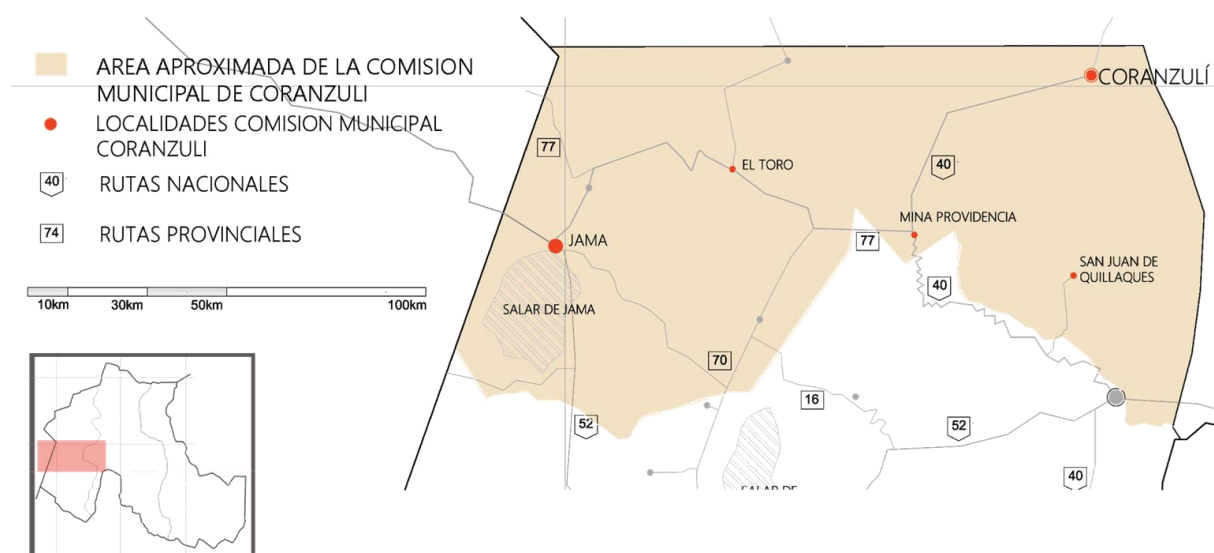 AREA APROXIMADA DE LA COMISION
MUNICIPAL DE CORANZULI
LOCALIDADES COMISION MUNICIPAL
CORANZULI
40
RUTAS NACIONALES
74
RUTAS PROVINCIALES
10km
30km
50km
100km
CORANZULÍ
77
40
EL TORO
MINA PROVIDENCIA
JAMA
77
SAN JUAN DE
QUILLAQUES
40
SALAR DE JAMA
70
16
52
52
40
SALAR DE